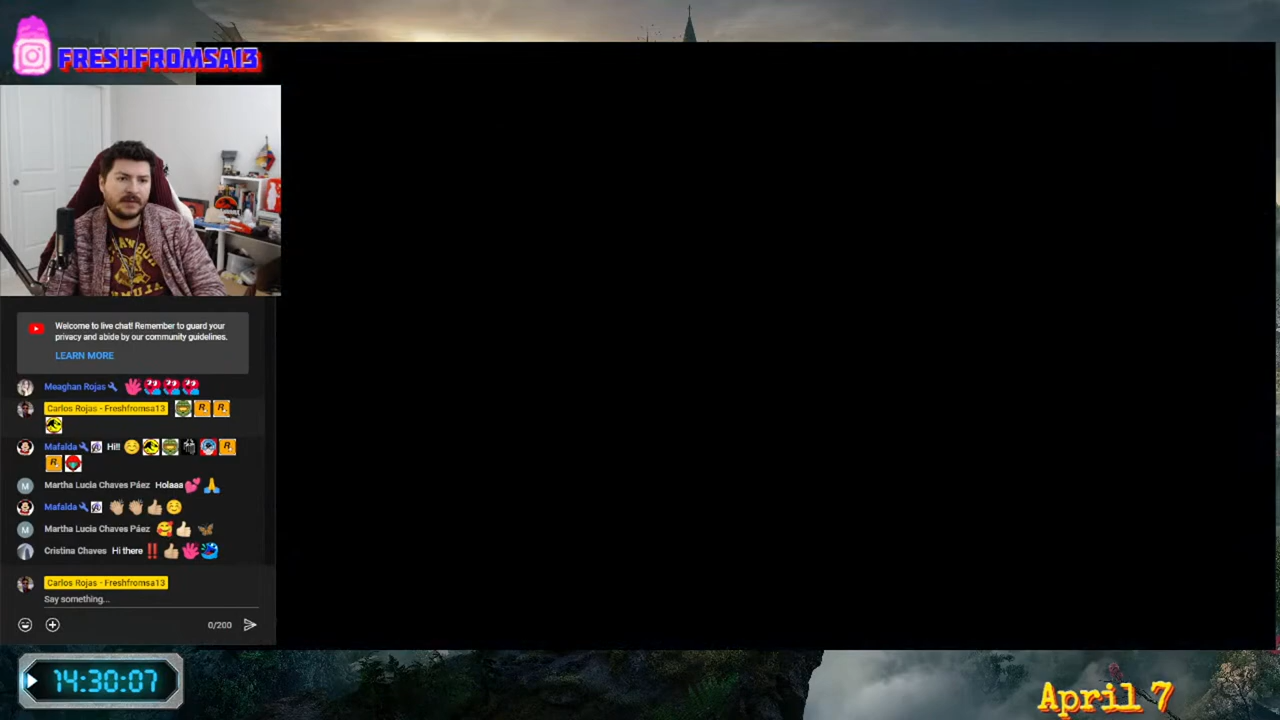 FRESHFROMSA13
Welcome to live chat! Remember to guard your
privacy and abide by our community guidelines.
LEARN MORE
Meaghan Rojas
Carlos Rojas - Freshfromsa13
Mafalda Hi!!
Martha Lucia Chaves Páez Holaaa
Mafalda
Martha Lucia Chaves Páez
Cristina Chaves Hi there
Carlos Rojas - Freshfromsa13
Say something...
0/200
14:30:07
April 7